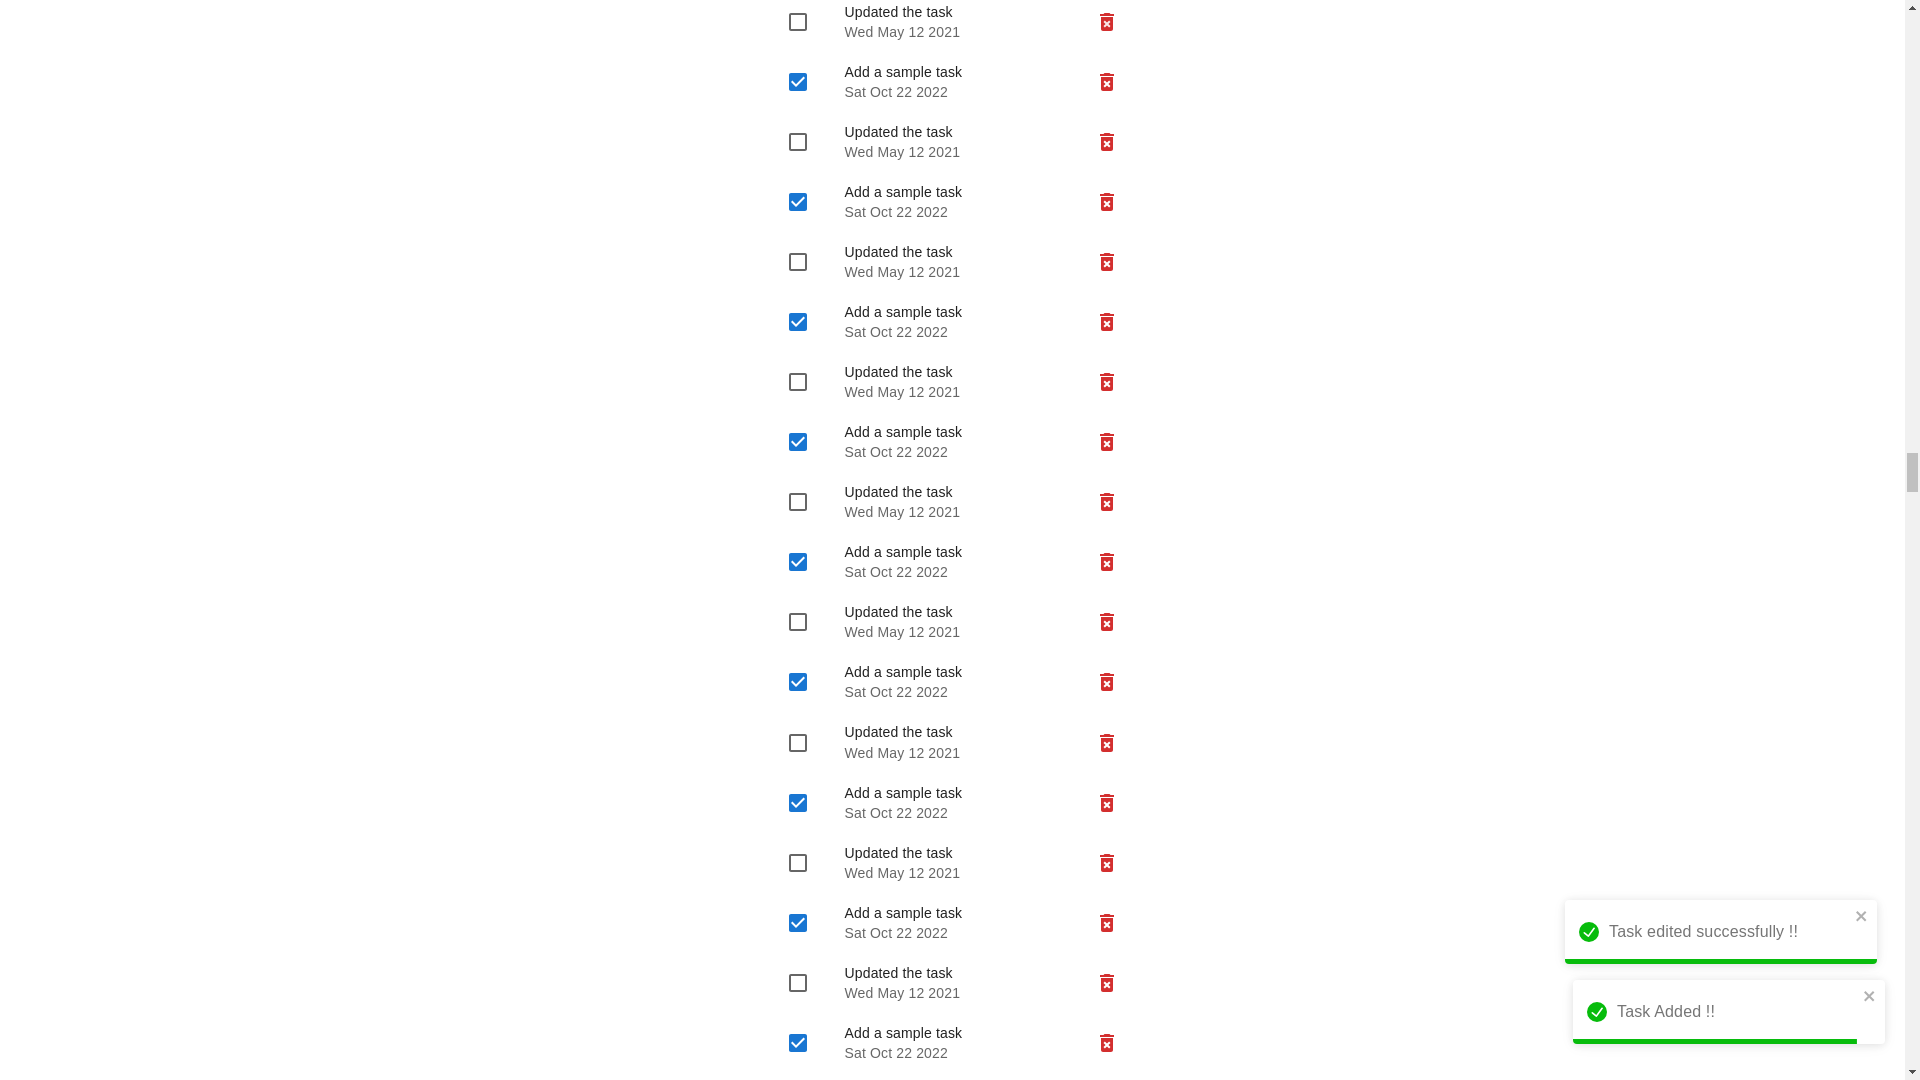 Updated the task
Wed May 12 2021
Add a sample task
Sat Oct 22 2022
Updated the task
Wed May 12 2021
Add a sample task
Sat Oct 22 2022
Updated the task
Wed May 12 2021
Add a sample task
Sat Oct 22 2022
Updated the task
Wed May 12 2021
Add a sample task
Sat Oct 22 2022
Updated the task
Wed May 12 2021
Add a sample task
Sat Oct 22 2022
Updated the task
Wed May 12 2021
Add a sample task
Sat Oct 22 2022
Updated the task
Wed May 12 2021
Add a sample task
Sat Oct 22 2022
Updated the task
Wed May 12 2021
Add a sample task
Sat Oct 22 2022
Updated the task
Wed May 12 2021
Add a sample task
Sat Oct 22 2022
Task edited successfully !!
Task Added !!